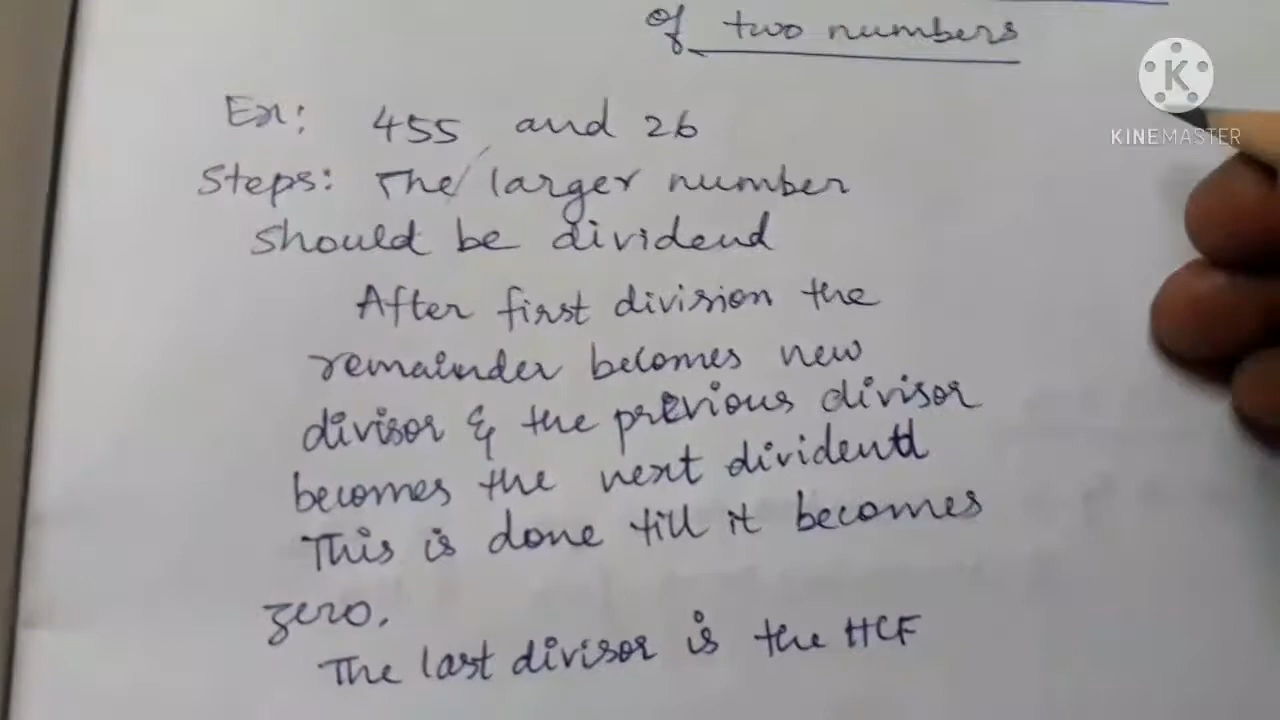 of two numbers
K
KINEMASTER
Ex: 455 and 26
Steps: The larger number
should be dividend
After first division the
remainder becomes new
divisor & the previous divisor
becomes the next dividend
This is done till it becomes
zero.
The last divisor is the HCF